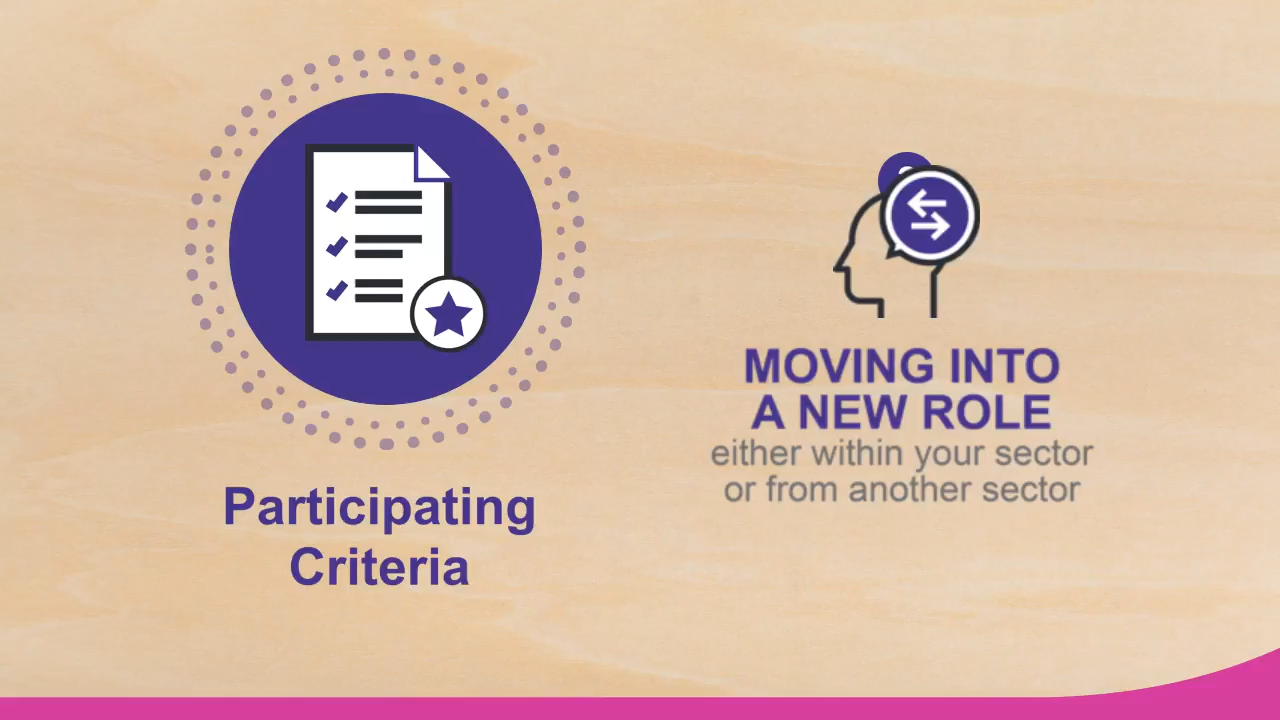 Participating
Criteria
MOVING INTO
A NEW ROLE
either within your sector
or from another sector